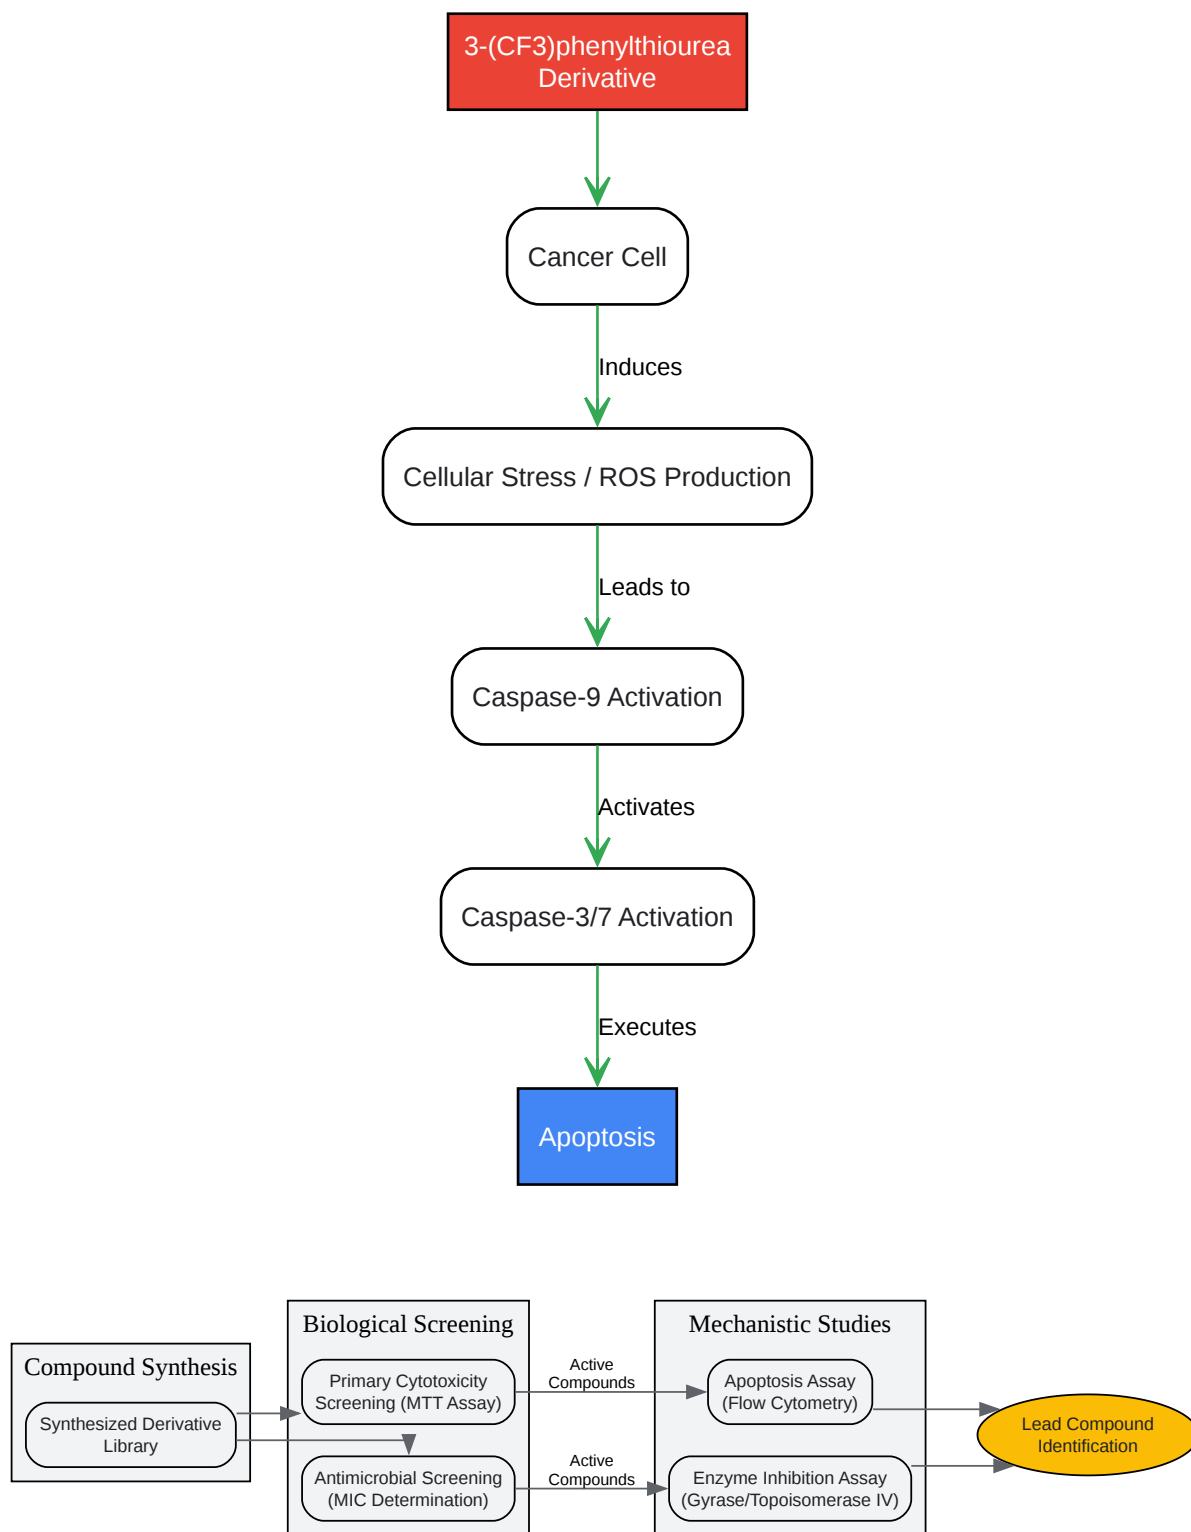 3-(CF3)phenylthiourea
Derivative
Cancer Cell
Induces
Cellular Stress / ROS Production
Leads to
Caspase-9 Activation
Activates
Caspase-3/7 Activation
Executes
Apoptosis
Compound Synthesis
Synthesized Derivative
Library
Biological Screening
Primary Cytotoxicity
Screening (MTT Assay)
Antimicrobial Screening
(MIC Determination)
Active
Compounds
Active
Compounds
Mechanistic Studies
Apoptosis Assay
(Flow Cytometry)
Enzyme Inhibition Assay
(Gyrase/Topoisomerase IV)
Lead Compound
Identification